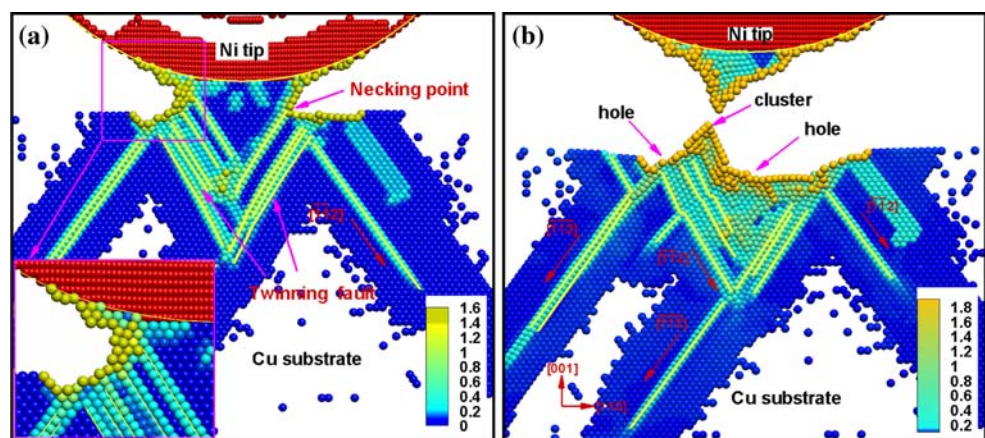 (a)
Ni tip
Necking point
Twinning fault
Cu substrate
1.6
1.4
1.2
1
0.8
0.6
0.4
0.2
0
(b)
Ni tip
hole
cluster
hole
[001]
Cu substrate
1.8
1.6
1.4
1.2
1
0.8
0.6
0.4
0.2